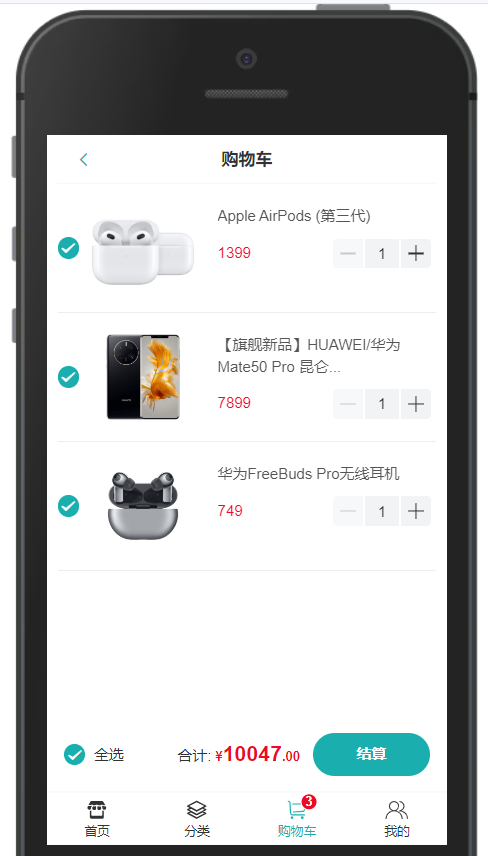 购物车
Apple AirPods (第三代)
1399
1
【旗舰新品】HUAWEI/华为
Mate50 Pro 昆仑...
7899
1
华为FreeBuds Pro无线耳机
749
1
全选
合计: ¥10047.00
结算
首页
分类
3
购物车
我的